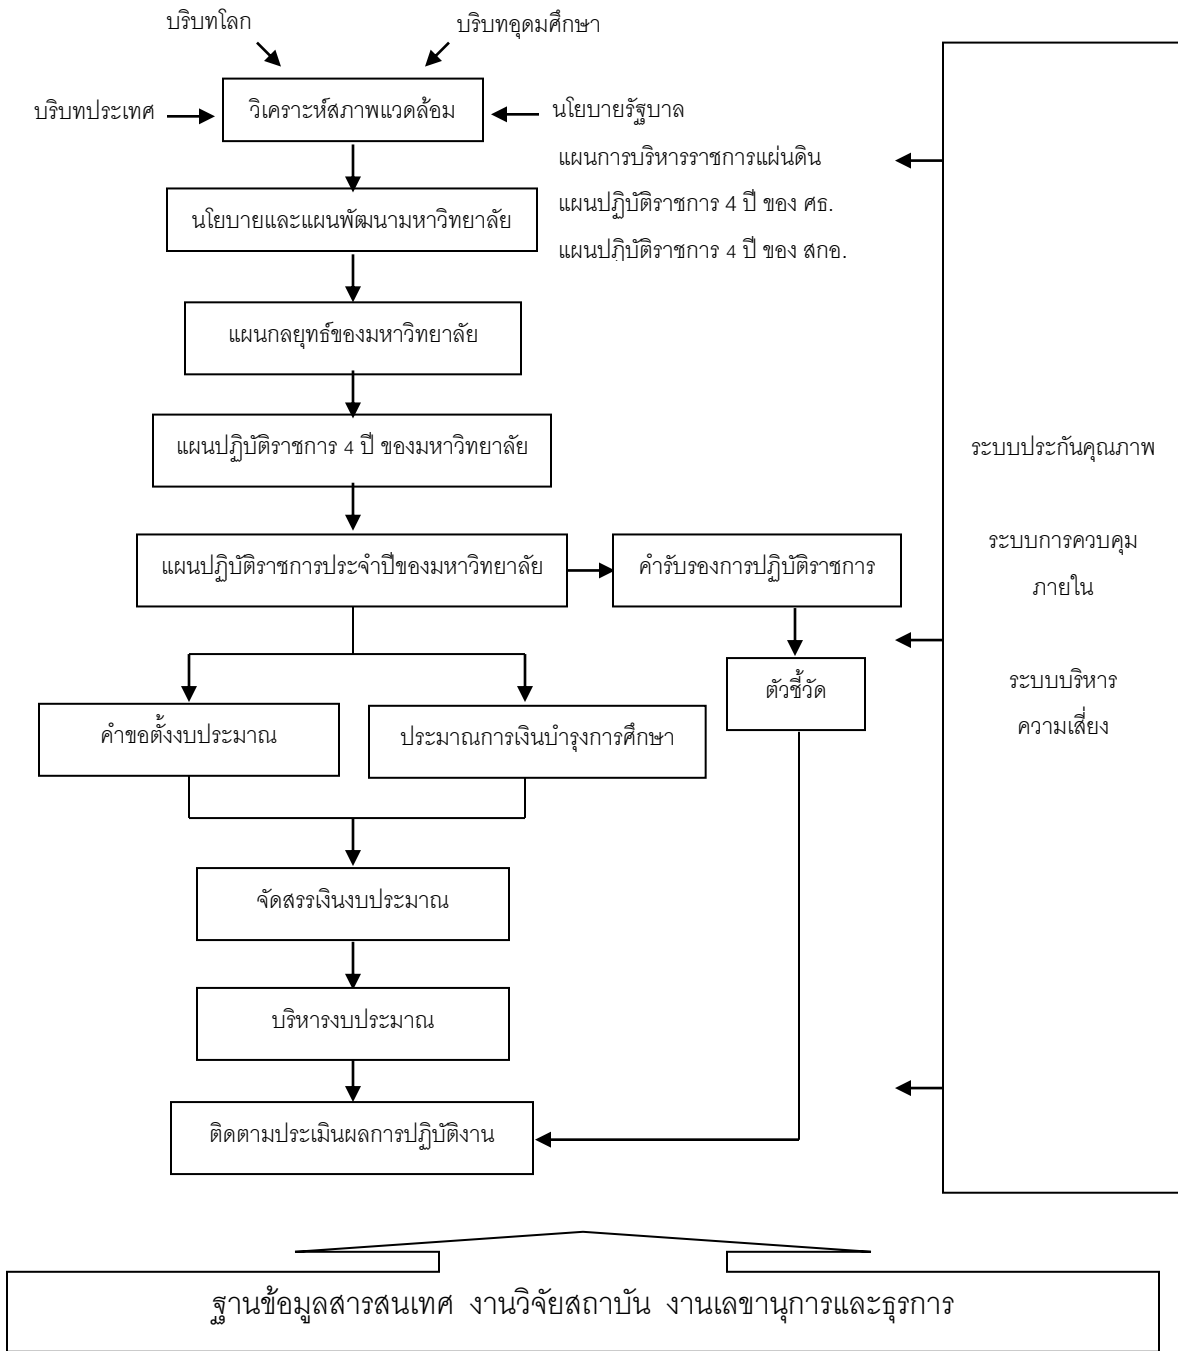 บริบทโลก
บริบทอุดมศึกษา
บริบทประเทศ
วิเคราะห์สภาพแวดล้อม
นโยบายรัฐบาล
แผนการบริหารราชการแผ่นดิน
แผนปฏิบัติราชการ 4 ปี ของ ศธ.
แผนปฏิบัติราชการ 4 ปี ของ สกอ.
นโยบายและแผนพัฒนามหาวิทยาลัย
แผนกลยุทธ์ของมหาวิทยาลัย
แผนปฏิบัติราชการ 4 ปี ของมหาวิทยาลัย
แผนปฏิบัติราชการประจำปีของมหาวิทยาลัย
คำรับรองการปฏิบัติราชการ
ตัวชี้วัด
คำขอตั้งงบประมาณ
ประมาณการเงินบำรุงการศึกษา
จัดสรรเงินงบประมาณ
บริหารงบประมาณ
ติดตามประเมินผลการปฏิบัติงาน
ระบบประกันคุณภาพ
ระบบการควบคุม
ภายใน
ระบบบริหาร
ความเสี่ยง
ฐานข้อมูลสารสนเทศ งานวิจัยสถาบัน งานเลขานุการและธุรการ